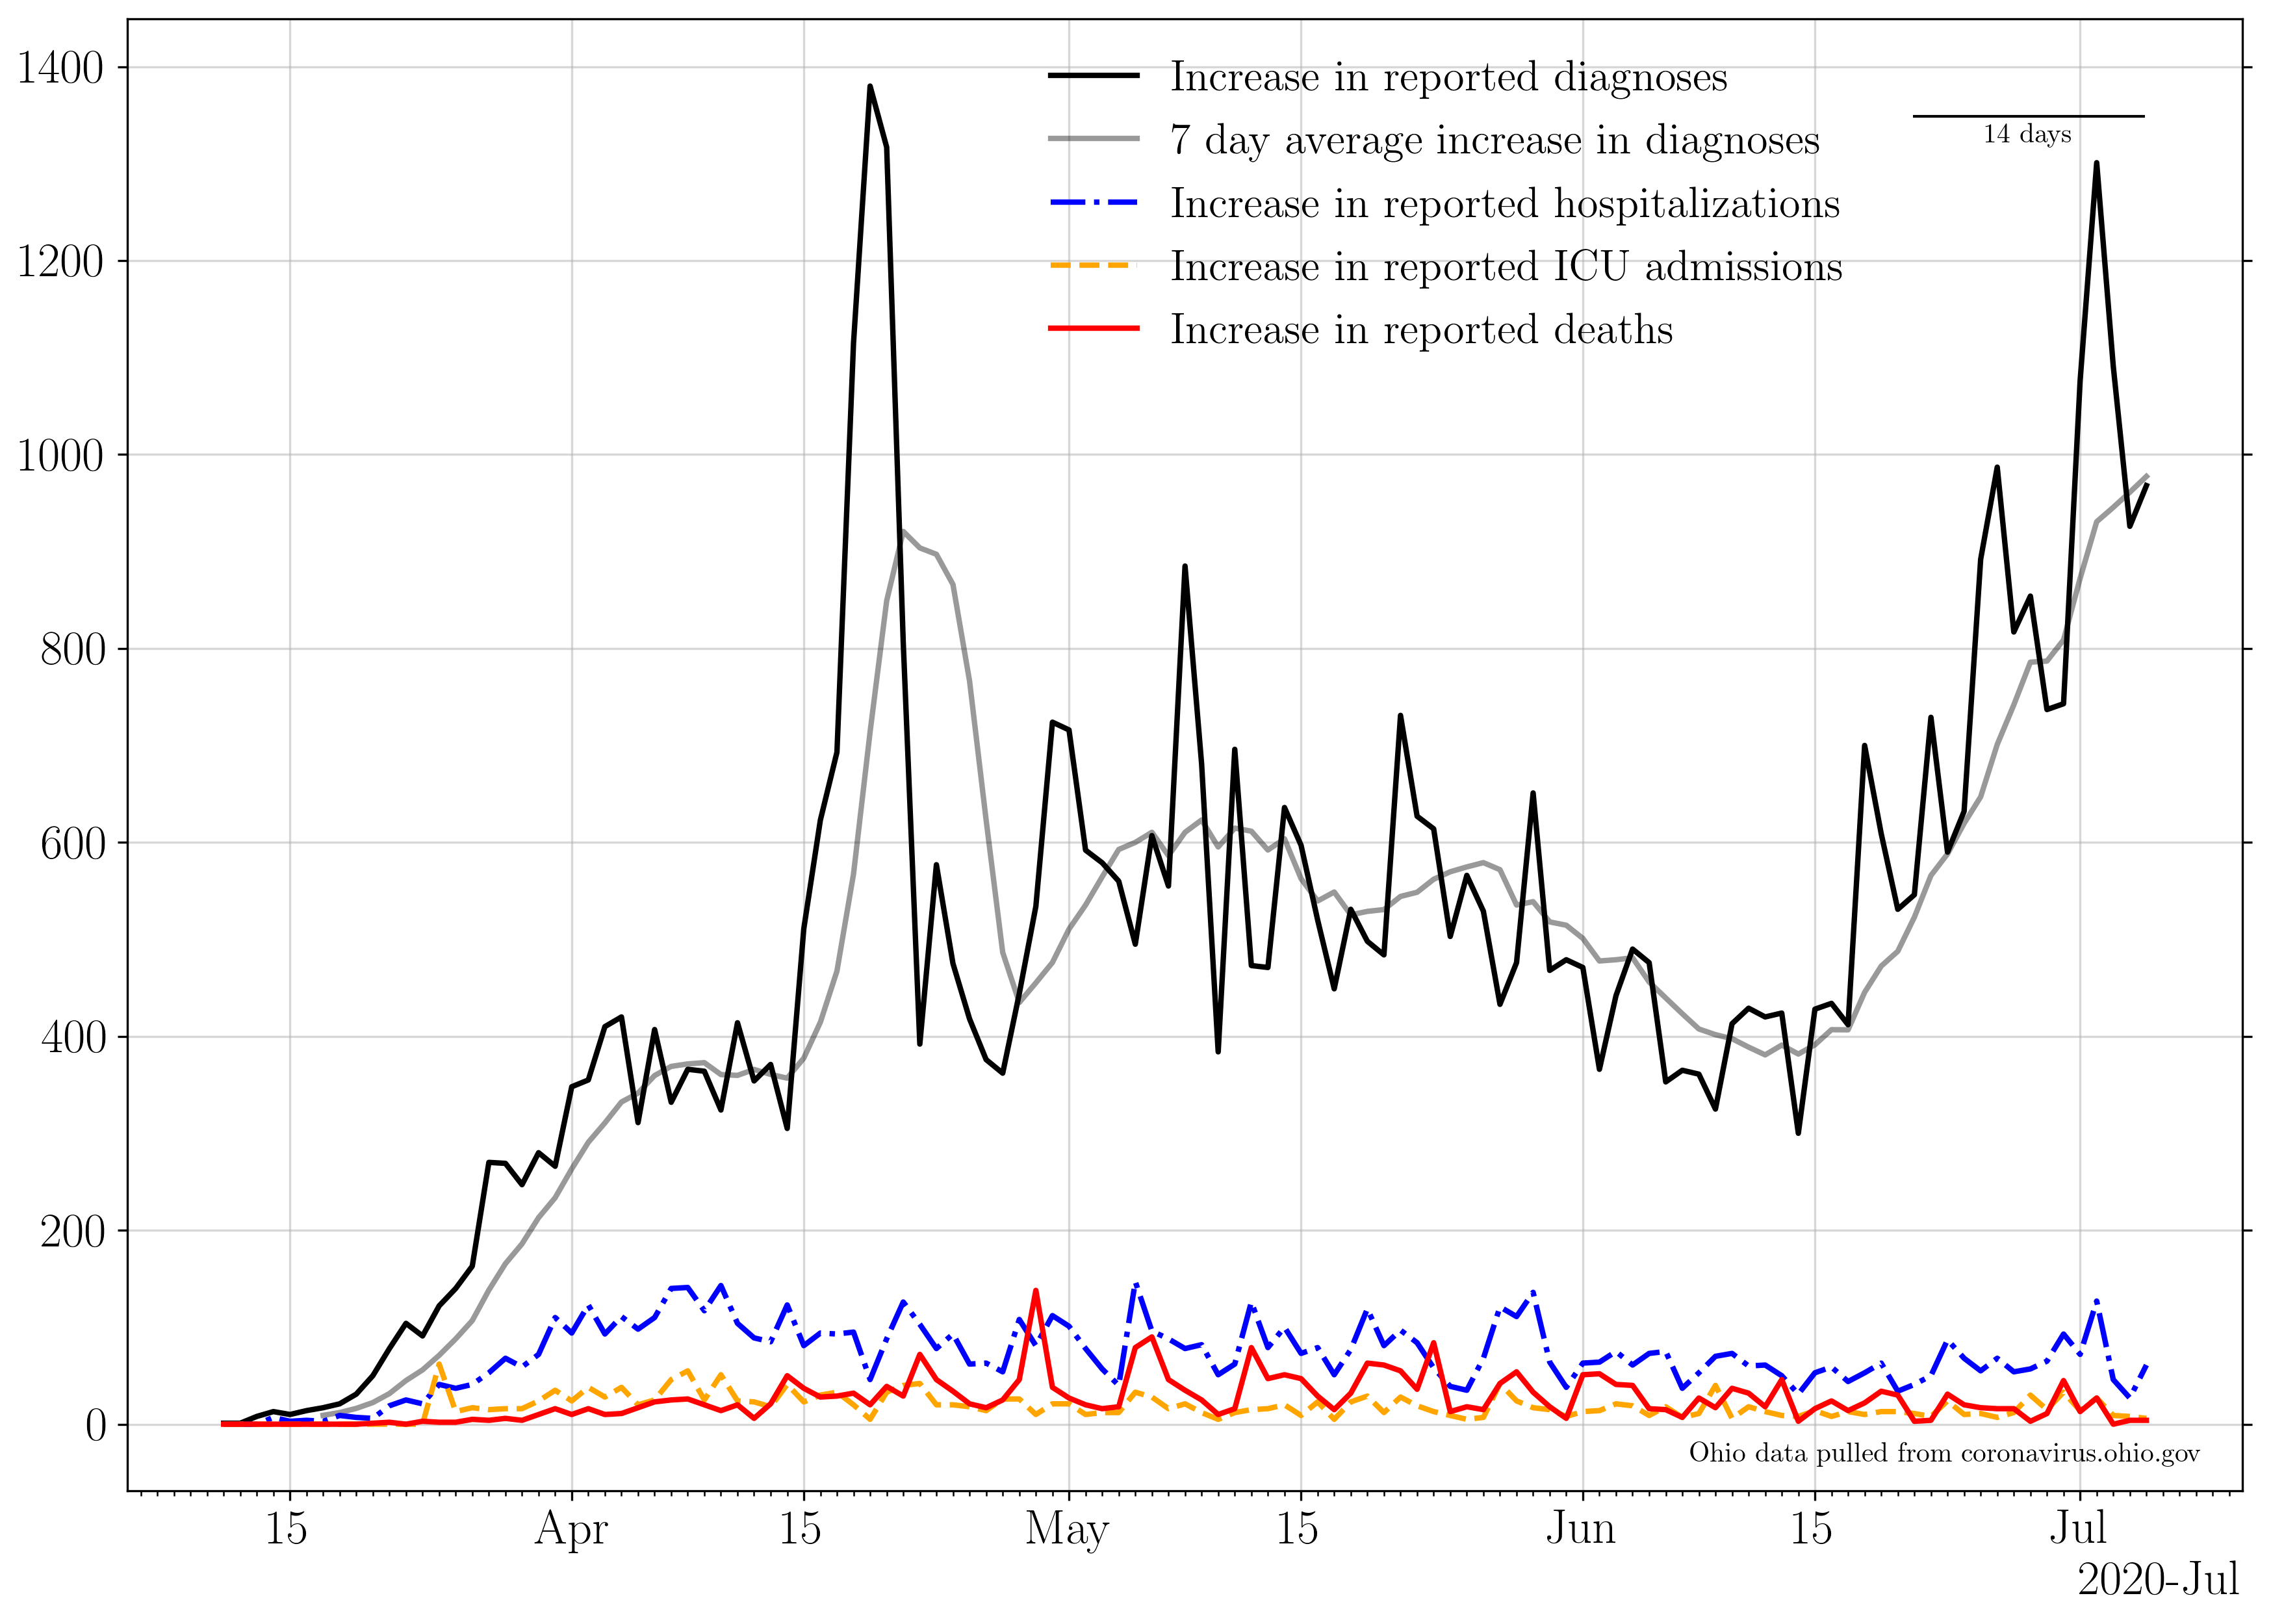 1400
1200
1000
800
600
400
200
0
Increase in reported diagnoses
7 day average increase in diagnoses
Increase in reported hospitalizations
Increase in reported ICU admissions
Increase in reported deaths
14 days
Ohio data pulled from coronavirus.ohio.gov
15 Apr 15 May 15 Jun 15 Jul
2020-Jul